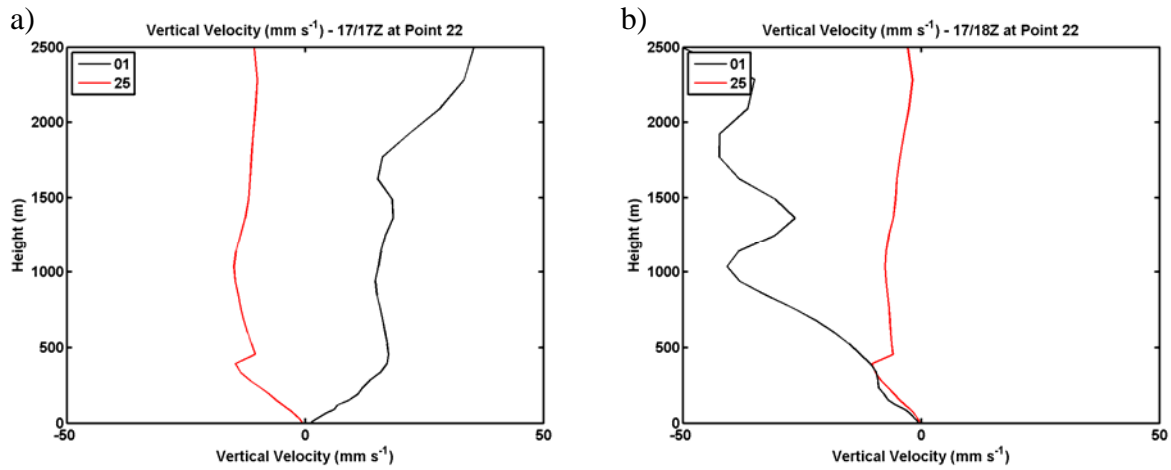 a)
Vertical Velocity (mm s⁻¹) - 17/17Z at Point 22
2500
2000
1500
1000
500
0
Height (m)
01
25
-50 0 50
Vertical Velocity (mm s⁻¹)
b)
Vertical Velocity (mm s⁻¹) - 17/18Z at Point 22
2500
2000
1500
1000
500
0
Height (m)
01
25
-50 0 50
Vertical Velocity (mm s⁻¹)